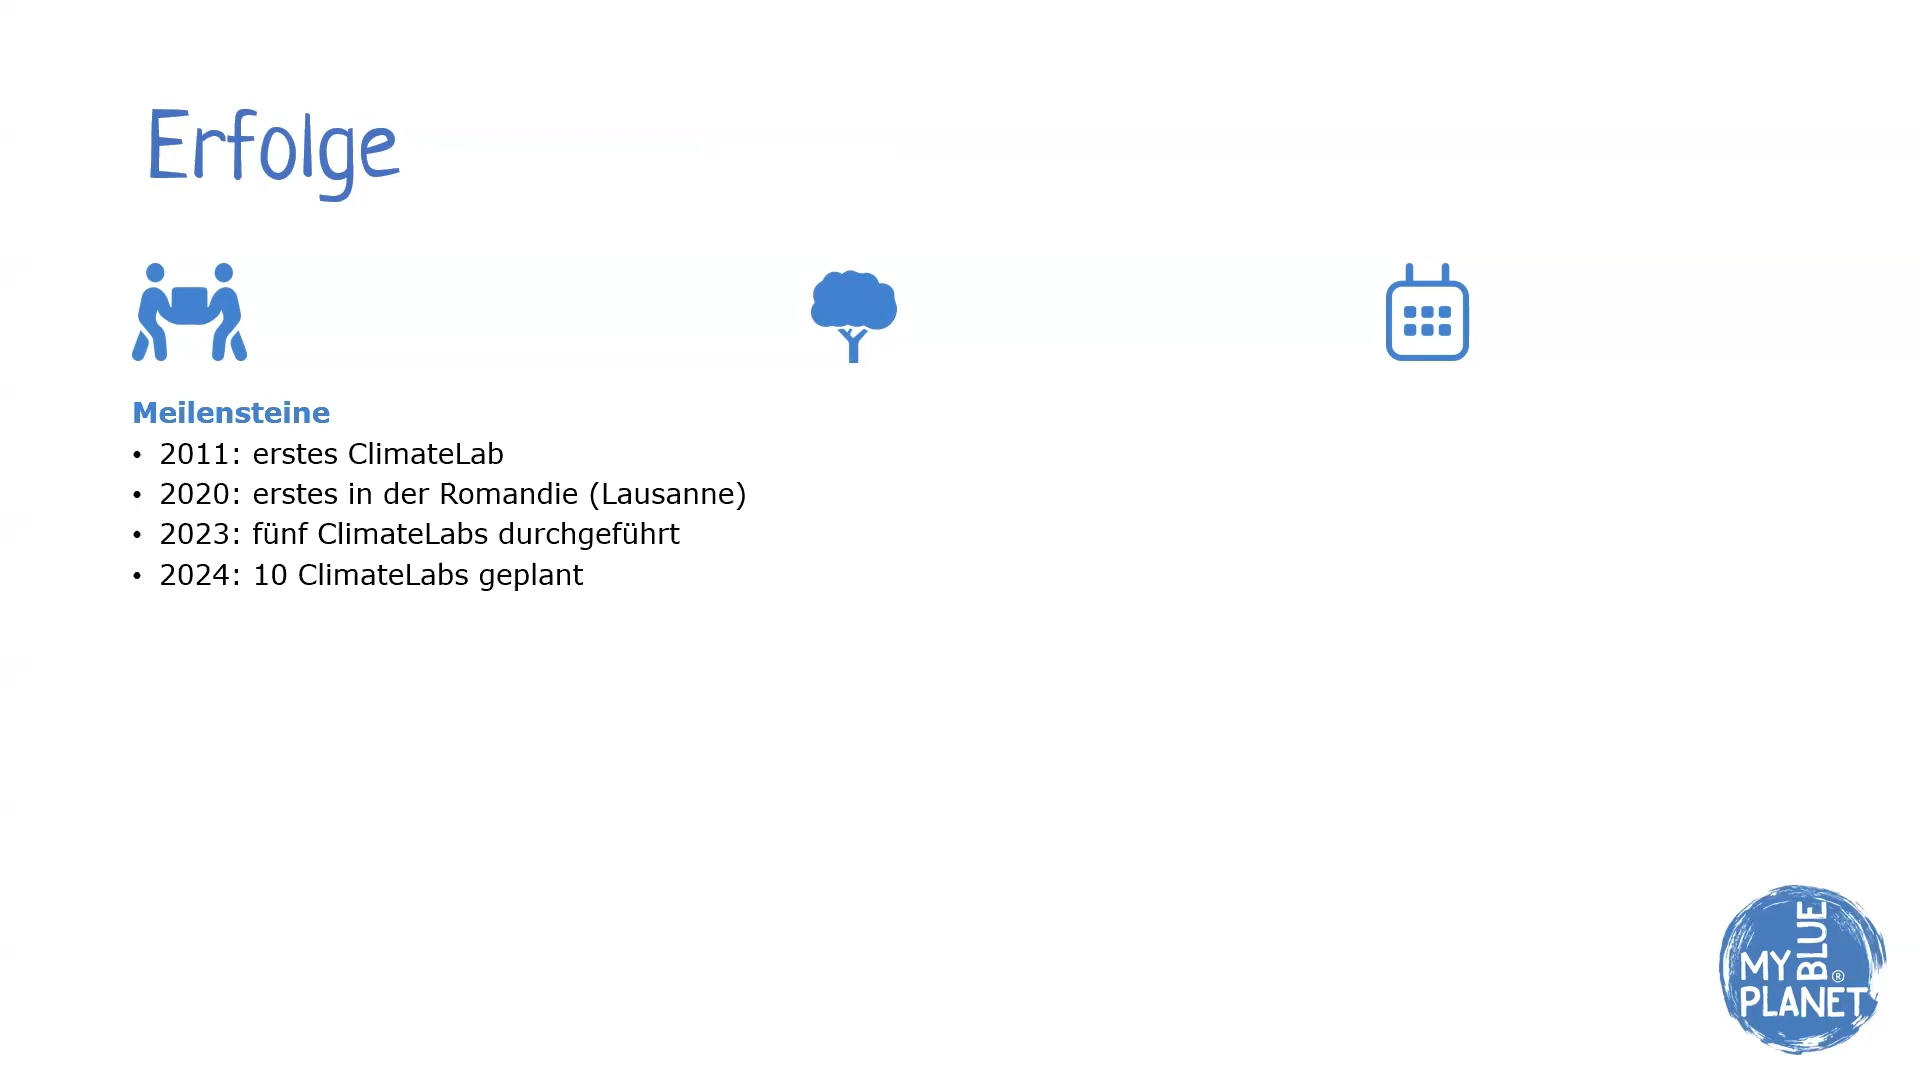 Erfolge
Meilensteine
• 2011: erstes ClimateLab
• 2020: erstes in der Romandie (Lausanne)
• 2023: fünf ClimateLabs durchgeführt
• 2024: 10 ClimateLabs geplant
MY BLUE ®
PLANET